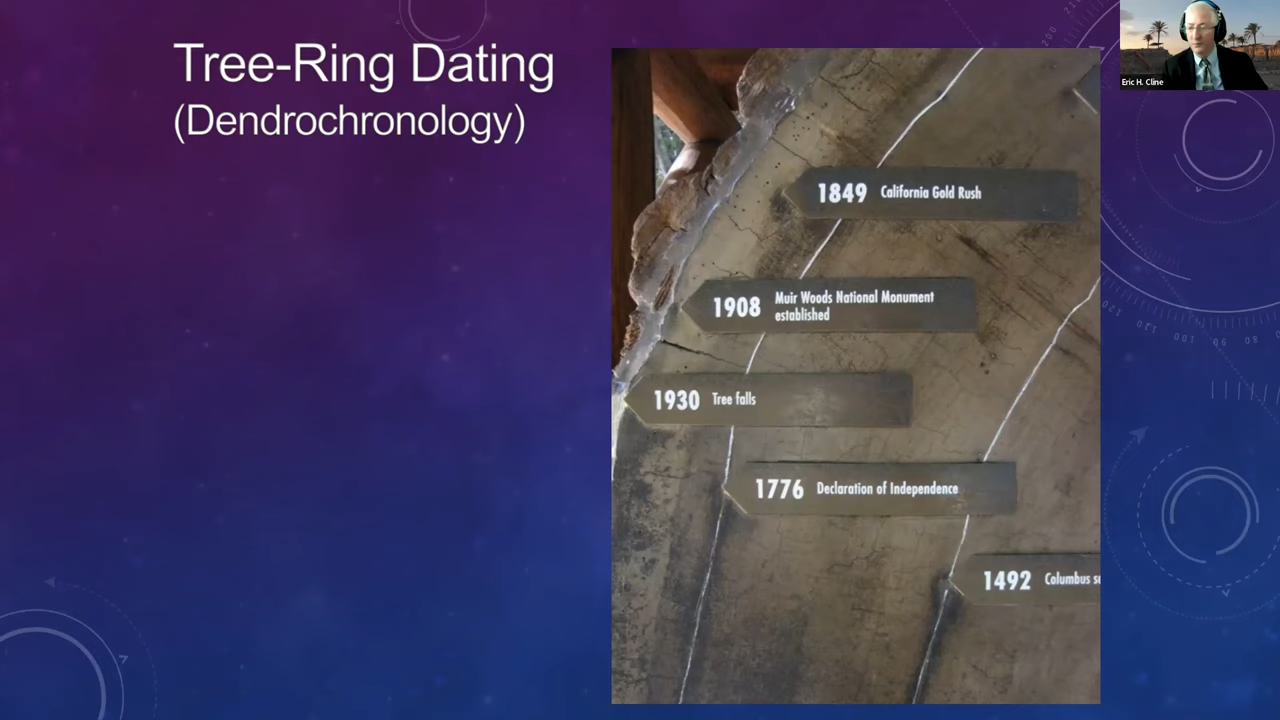 Tree-Ring Dating
(Dendrochronology)
Eric H. Cline
1849 California Gold Rush
1908 Muir Woods National Monument
established
1930 Tree falls
1776 Declaration of Independence
1492 Columbus